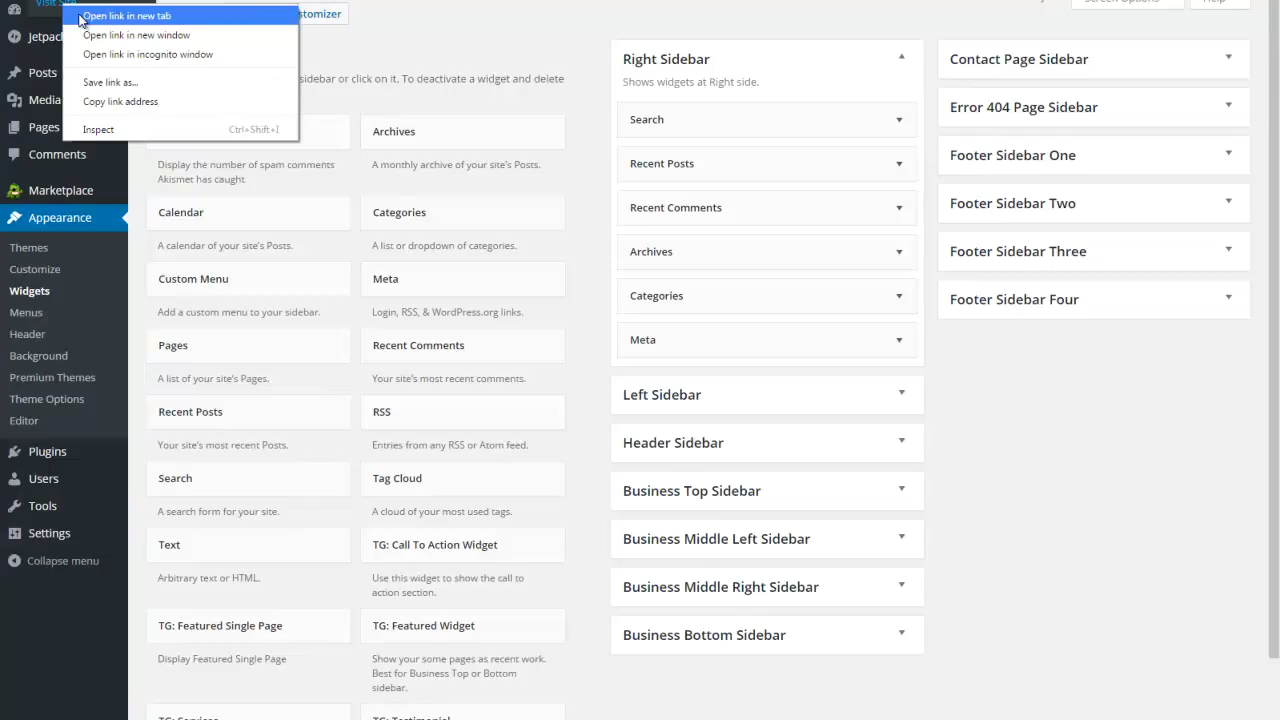 Visit Site
Open link in new tab
Open link in new window
Open link in incognito window
Save link as...
Copy link address
Inspect
Ctrl+Shift+I
Posts
Media
Pages
Comments
Marketplace
Appearance
Themes
Customize
Widgets
Menus
Header
Background
Premium Themes
Theme Options
Editor
Plugins
Users
Tools
Settings
Collapse menu
sidebar or click on it. To deactivate a widget and delete
Display the number of spam comments
Akismet has caught
Archives
A monthly archive of your site's Posts.
Calendar
A calendar of your site's Posts.
Categories
A list or dropdown of categories.
Custom Menu
Add a custom menu to your sidebar.
Meta
Login, RSS, & WordPress.org links.
Pages
A list of your site's Pages.
Recent Comments
Your site's most recent comments.
Recent Posts
Your site's most recent Posts.
RSS
Entries from any RSS or Atom feed.
Search
A search form for your site.
Tag Cloud
A cloud of your most used tags.
Text
Arbitrary text or HTML.
TG: Call To Action Widget
Use this widget to show the call to
action section.
TG: Featured Single Page
Display Featured Single Page
TG: Featured Widget
Show your some pages as recent work.
Best for Business Top or Bottom
sidebar.
TG: Services
TG: Testimonial
Screen Options
Help
Right Sidebar
Shows widgets at Right side.
Search
Recent Posts
Recent Comments
Archives
Categories
Meta
Left Sidebar
Header Sidebar
Business Top Sidebar
Business Middle Left Sidebar
Business Middle Right Sidebar
Business Bottom Sidebar
Contact Page Sidebar
Error 404 Page Sidebar
Footer Sidebar One
Footer Sidebar Two
Footer Sidebar Three
Footer Sidebar Four